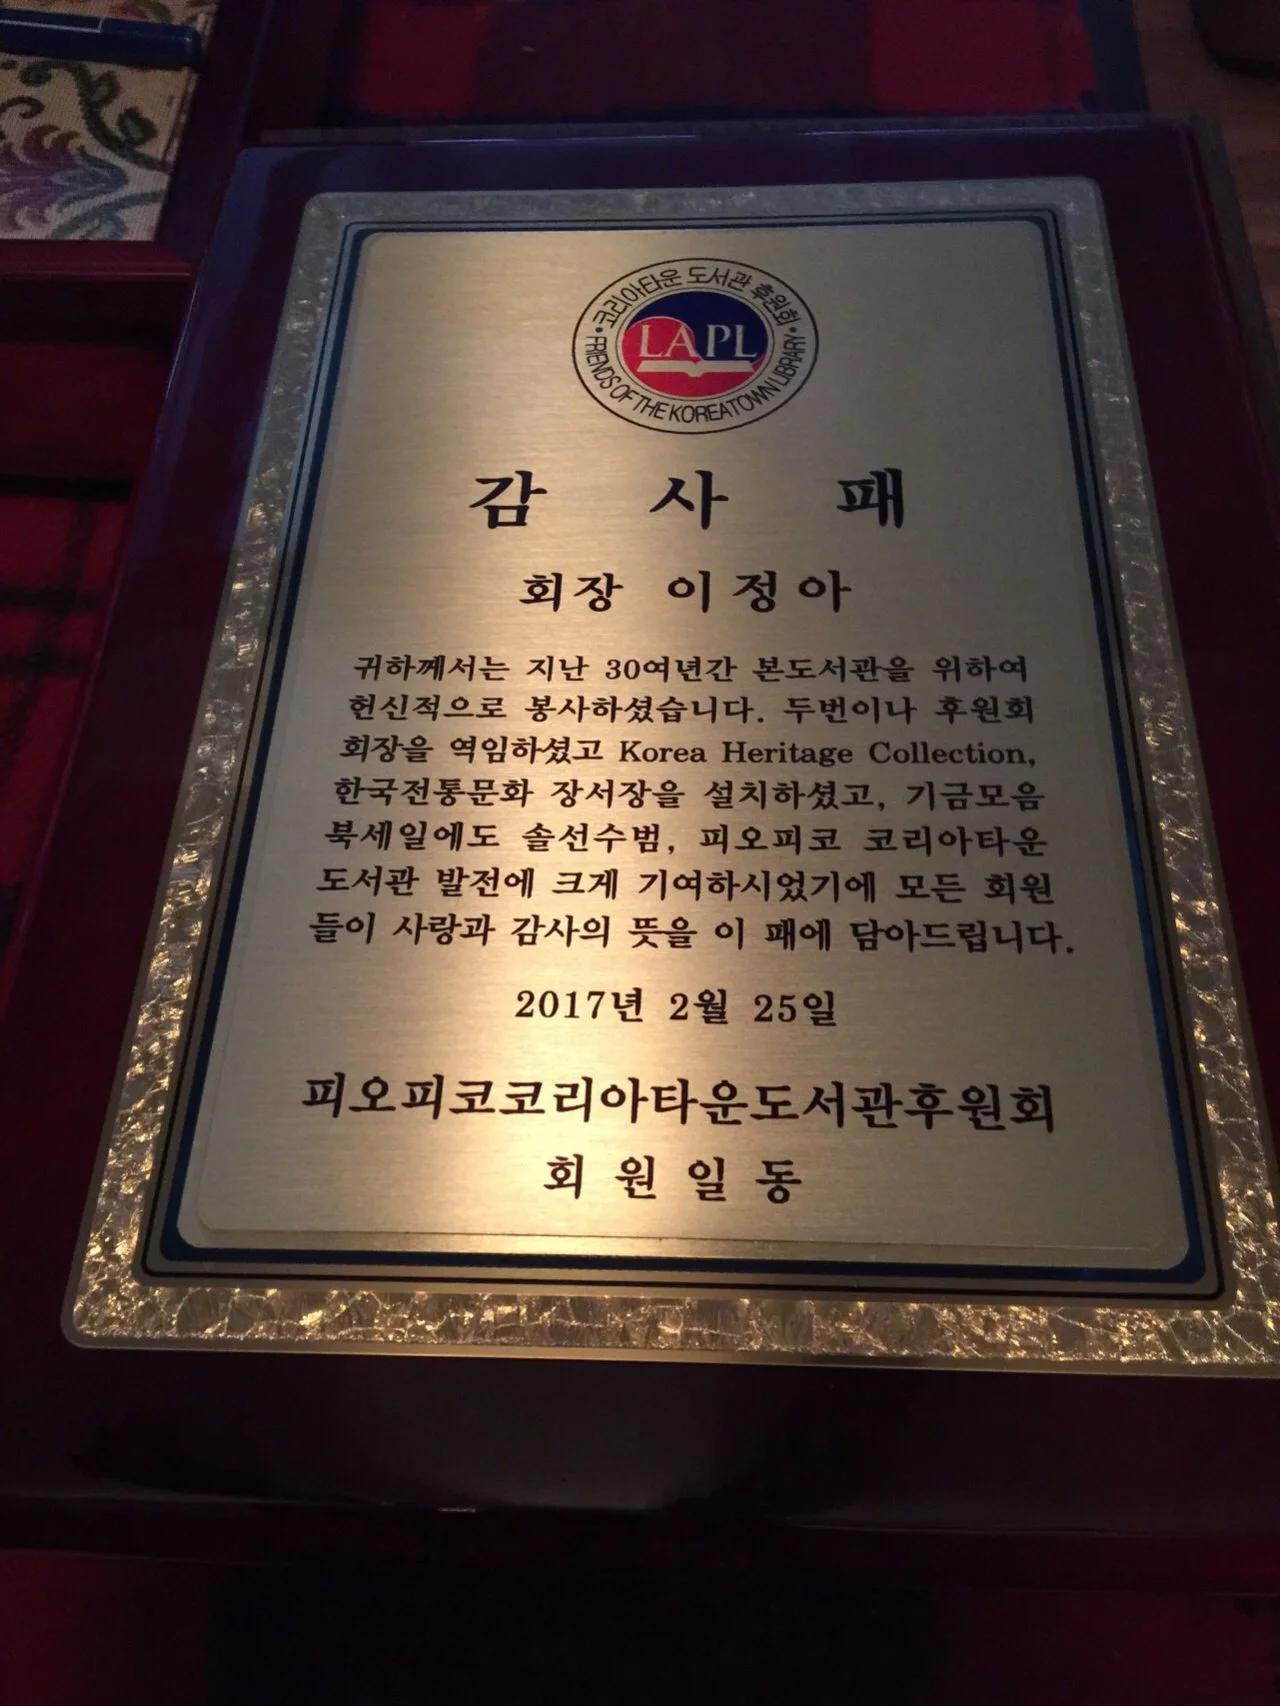 코리아타운 도서관 후원회
LAPL
FRIENDS OF THE KOREATOWN LIBRARY
감 사 패
회장 이정아
귀하께서는 지난 30여년간 본도서관을 위하여
헌신적으로 봉사하셨습니다. 두번이나 후원회
회장을 역임하셨고 Korea Heritage Collection,
한국전통문화 장서장을 설치하셨고, 기금모음
북세일에도 솔선수범, 피오피코 코리아타운
도서관 발전에 크게 기여하시었기에 모든 회원
들이 사랑과 감사의 뜻을 이 패에 담아드립니다.
2017년 2월 25일
피오피코코리아타운도서관후원회
회 원 일 동